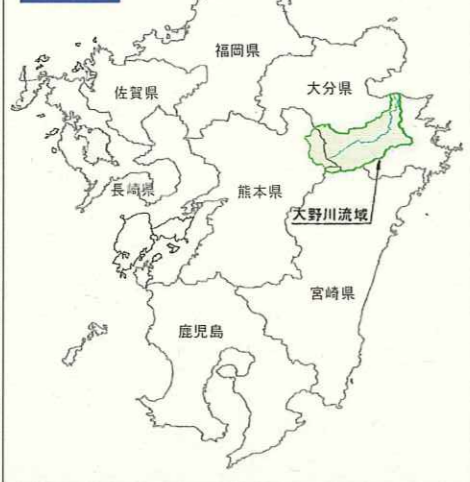 福岡県
佐賀県
大分県
長崎県
熊本県
大野川流域
宮崎県
鹿児島